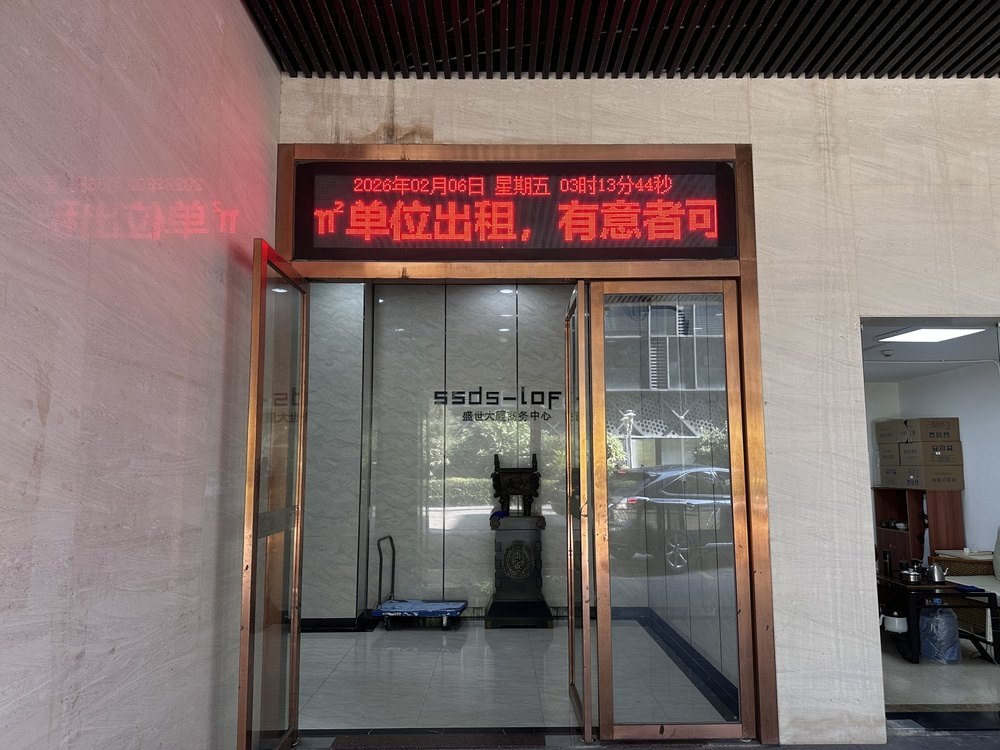 2026年02月06日 星期五 03时13分44秒
㎡单位出租，有意者可
ssds-lof
盛世大厦商务中心